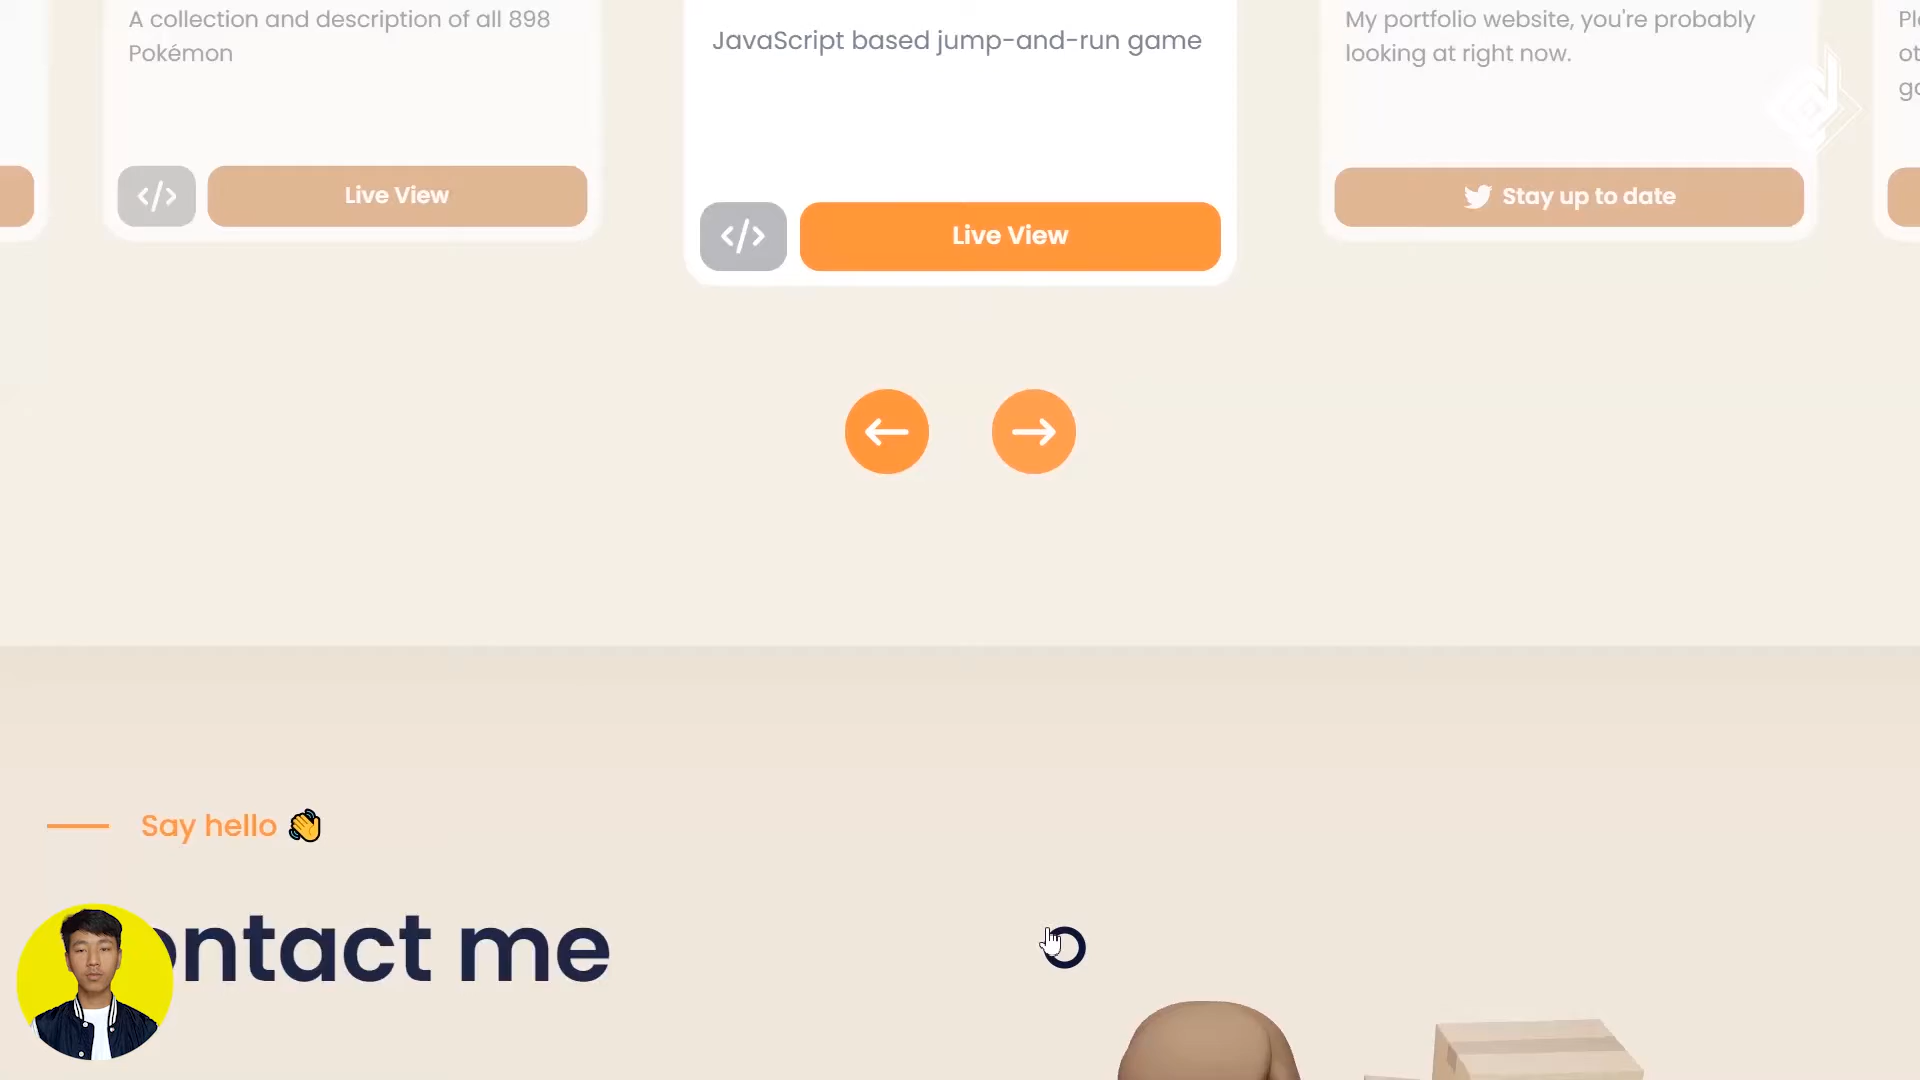 A collection and description of all 898
Pokémon
Live View
JavaScript based jump-and-run game
Live View
My portfolio website, you're probably
looking at right now.
Stay up to date
Say hello 👋
ontact me